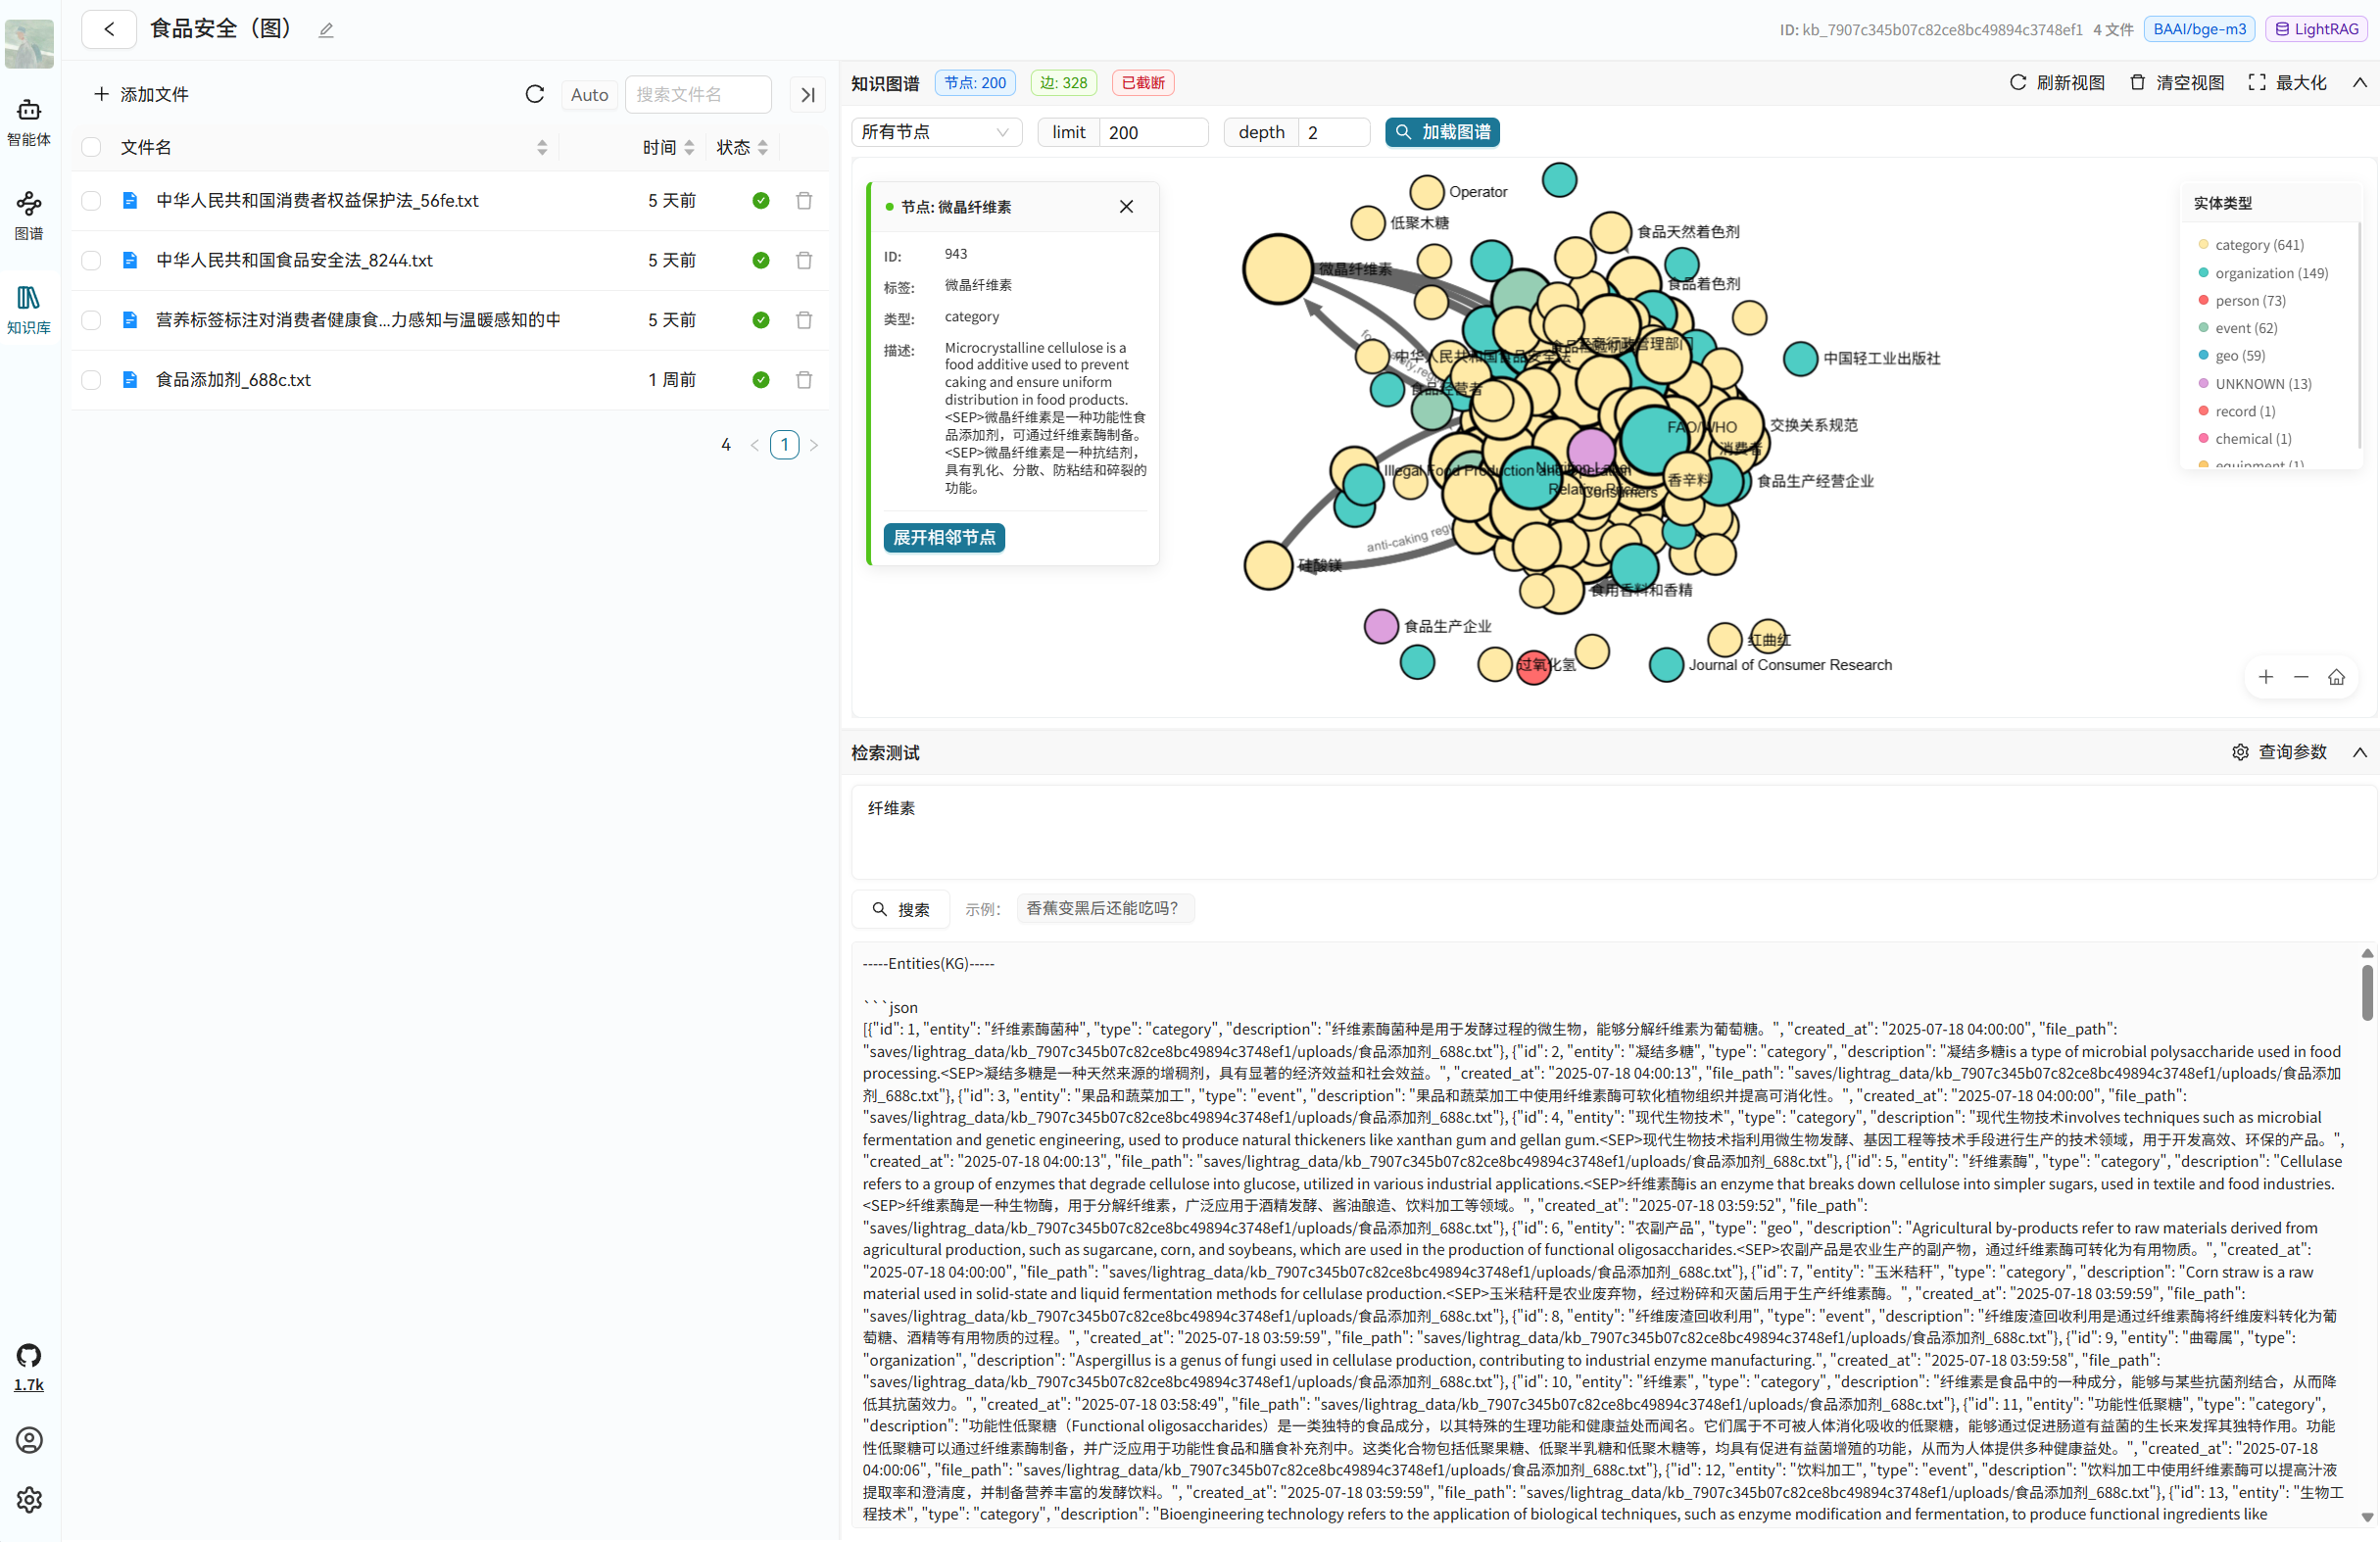 食品安全（图）
ID: kb_7907c345b07c82ce8bc49894c3748ef1 4 文件 BAAI/bge-m3 LightRAG
智能体
图谱
知识库
1.7k
添加文件 Auto 搜索文件名
文件名 时间 状态
中华人民共和国消费者权益保护法_56fe.txt 5 天前
中华人民共和国食品安全法_8244.txt 5 天前
营养标签标注对消费者健康食...力感知与温暖感知的中 5 天前
食品添加剂_688c.txt 1 周前
4 < 1 >
知识图谱 节点: 200 边: 328 已截断 刷新视图 清空视图 最大化
所有节点 limit 200 depth 2 加载图谱
节点: 微晶纤维素
ID: 943
标签: 微晶纤维素
类型: category
描述: Microcrystalline cellulose is a
food additive used to prevent
caking and ensure uniform
distribution in food products.
<SEP>微晶纤维素是一种功能性食
品添加剂，可通过纤维素酶制备。
<SEP>微晶纤维素是一种抗结剂，
具有乳化、分散、防粘结和碎裂的
功能。
展开相邻节点
Operator
低聚木糖
食品天然着色剂
微晶纤维素
食品着色剂
中华人民共和国食品安全法
中国轻工业出版社
食品经营者
FAO/WHO
交换关系规范
消费者
Illegal Food Production and Operation
香辛料
食品生产经营企业
Relative Price
Consumers
anti-caking
硅酸镁
食用香料和香精
食品生产企业
红曲红
过氧化氢
Journal of Consumer Research
实体类型
category (641)
organization (149)
person (73)
event (62)
geo (59)
UNKNOWN (13)
record (1)
chemical (1)
equipment (1)
检索测试 查询参数
纤维素
搜索 示例： 香蕉变黑后还能吃吗？
-----Entities(KG)-----
```json
[{"id": 1, "entity": "纤维素酶菌种", "type": "category", "description": "纤维素酶菌种是用于发酵过程的微生物，能够分解纤维素为葡萄糖。", "created_at": "2025-07-18 04:00:00", "file_path":
"saves/lightrag_data/kb_7907c345b07c82ce8bc49894c3748ef1/uploads/食品添加剂_688c.txt"}, {"id": 2, "entity": "凝结多糖", "type": "category", "description": "凝结多糖is a type of microbial polysaccharide used in food
processing.<SEP>凝结多糖是一种天然来源的增稠剂，具有显著的经济效益和社会效益。", "created_at": "2025-07-18 04:00:13", "file_path": "saves/lightrag_data/kb_7907c345b07c82ce8bc49894c3748ef1/uploads/食品添加
剂_688c.txt"}, {"id": 3, "entity": "果品和蔬菜加工", "type": "event", "description": "果品和蔬菜加工中使用纤维素酶可软化植物组织并提高可消化性。", "created_at": "2025-07-18 04:00:00", "file_path":
"saves/lightrag_data/kb_7907c345b07c82ce8bc49894c3748ef1/uploads/食品添加剂_688c.txt"}, {"id": 4, "entity": "现代生物技术", "type": "category", "description": "现代生物技术involves techniques such as microbial
fermentation and genetic engineering, used to produce natural thickeners like xanthan gum and gellan gum.<SEP>现代生物技术指利用微生物发酵、基因工程等技术手段进行生产的技术领域，用于开发高效、环保的产品。",
"created_at": "2025-07-18 04:00:13", "file_path": "saves/lightrag_data/kb_7907c345b07c82ce8bc49894c3748ef1/uploads/食品添加剂_688c.txt"}, {"id": 5, "entity": "纤维素酶", "type": "category", "description": "Cellulase
refers to a group of enzymes that degrade cellulose into glucose, utilized in various industrial applications.<SEP>纤维素酶is an enzyme that breaks down cellulose into simpler sugars, used in textile and food industries.
<SEP>纤维素酶是一种生物酶，用于分解纤维素，广泛应用于酒精发酵、酱油酿造、饮料加工等领域。", "created_at": "2025-07-18 03:59:52", "file_path":
"saves/lightrag_data/kb_7907c345b07c82ce8bc49894c3748ef1/uploads/食品添加剂_688c.txt"}, {"id": 6, "entity": "农副产品", "type": "geo", "description": "Agricultural by-products refer to raw materials derived from
agricultural production, such as sugarcane, corn, and soybeans, which are used in the production of functional oligosaccharides.<SEP>农副产品是农业生产的副产物，通过纤维素酶可转化为有用物质。", "created_at":
"2025-07-18 04:00:00", "file_path": "saves/lightrag_data/kb_7907c345b07c82ce8bc49894c3748ef1/uploads/食品添加剂_688c.txt"}, {"id": 7, "entity": "玉米秸秆", "type": "category", "description": "Corn straw is a raw
material used in solid-state and liquid fermentation methods for cellulase production.<SEP>玉米秸秆是农业废弃物，经过粉碎和灭菌后用于生产纤维素酶。", "created_at": "2025-07-18 03:59:59", "file_path":
"saves/lightrag_data/kb_7907c345b07c82ce8bc49894c3748ef1/uploads/食品添加剂_688c.txt"}, {"id": 8, "entity": "纤维废渣回收利用", "type": "event", "description": "纤维废渣回收利用是通过纤维素酶将纤维废料转化为葡
萄糖、酒精等有用物质的过程。", "created_at": "2025-07-18 03:59:59", "file_path": "saves/lightrag_data/kb_7907c345b07c82ce8bc49894c3748ef1/uploads/食品添加剂_688c.txt"}, {"id": 9, "entity": "曲霉属", "type":
"organization", "description": "Aspergillus is a genus of fungi used in cellulase production, contributing to industrial enzyme manufacturing.", "created_at": "2025-07-18 03:59:58", "file_path":
"saves/lightrag_data/kb_7907c345b07c82ce8bc49894c3748ef1/uploads/食品添加剂_688c.txt"}, {"id": 10, "entity": "纤维素", "type": "category", "description": "纤维素是食品中的一种成分，能够与某些抗菌剂结合，从而降
低其抗菌效力。", "created_at": "2025-07-18 03:58:49", "file_path": "saves/lightrag_data/kb_7907c345b07c82ce8bc49894c3748ef1/uploads/食品添加剂_688c.txt"}, {"id": 11, "entity": "功能性低聚糖", "type": "category",
"description": "功能性低聚糖（Functional oligosaccharides）是一类独特的食品成分，以其特殊的生理功能和健康益处而闻名。它们属于不可被人体消化吸收的低聚糖，能够通过促进肠道有益菌的生长来发挥其独特作用。功能
性低聚糖可以通过纤维素酶制备，并广泛应用于功能性食品和膳食补充剂中。这类化合物包括低聚果糖、低聚半乳糖和低聚木糖等，均具有促进有益菌增殖的功能，从而为人体提供多种健康益处。", "created_at": "2025-07-18
04:00:06", "file_path": "saves/lightrag_data/kb_7907c345b07c82ce8bc49894c3748ef1/uploads/食品添加剂_688c.txt"}, {"id": 12, "entity": "饮料加工", "type": "event", "description": "饮料加工中使用纤维素酶可以提高汁液
提取率和澄清度，并制备营养丰富的发酵饮料。", "created_at": "2025-07-18 03:59:59", "file_path": "saves/lightrag_data/kb_7907c345b07c82ce8bc49894c3748ef1/uploads/食品添加剂_688c.txt"}, {"id": 13, "entity": "生物工
程技术", "type": "category", "description": "Bioengineering technology refers to the application of biological techniques, such as enzyme modification and fermentation, to produce functional ingredients like